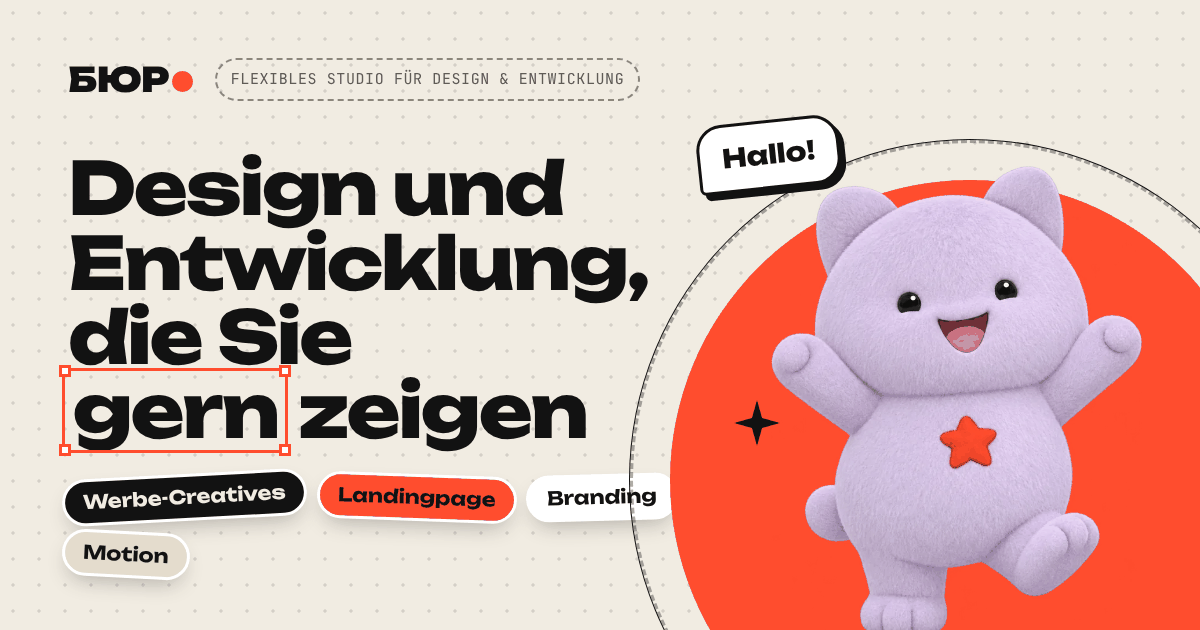 БЮРО
FLEXIBLES STUDIO FÜR DESIGN & ENTWICKLUNG
Hallo!
Design und
Entwicklung,
die Sie
gern zeigen
Werbe-Creatives
Landingpage
Branding
Motion